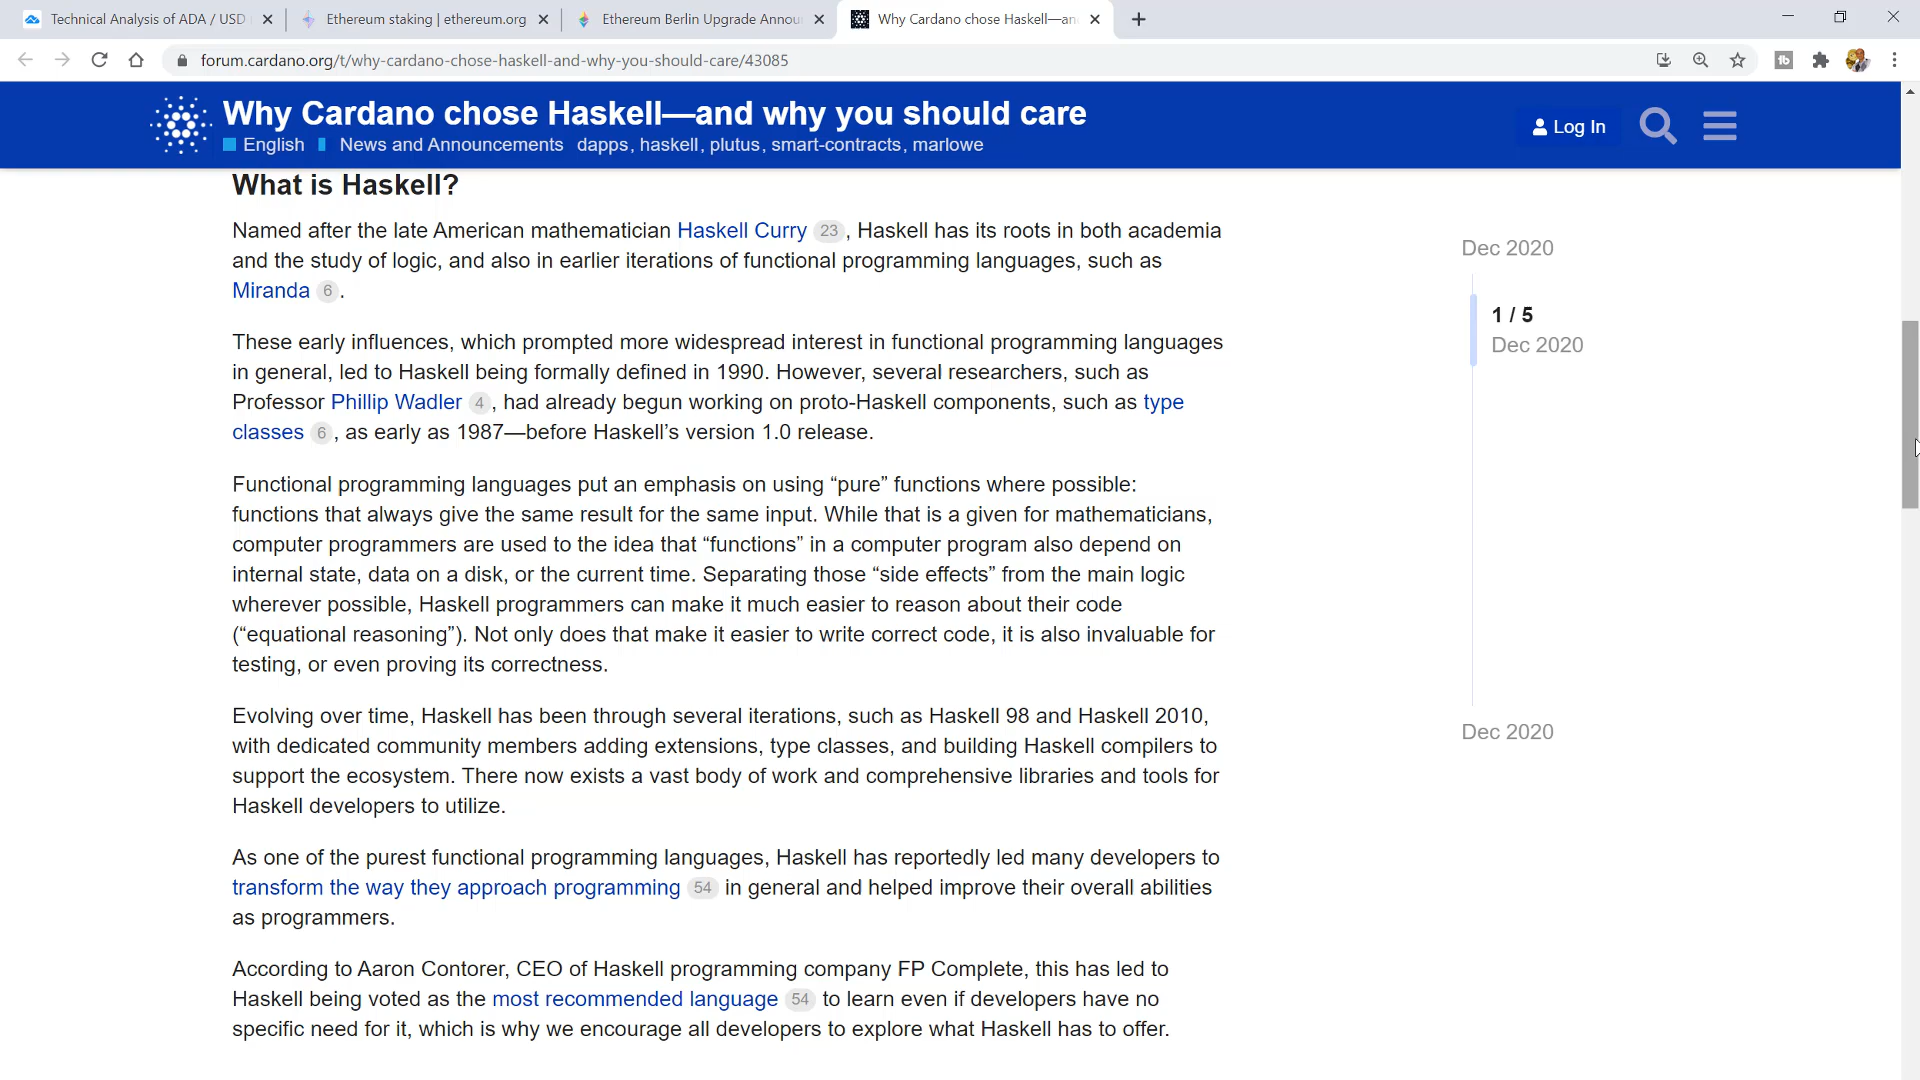 Technical Analysis of ADA / USD
Ethereum staking | ethereum.org
Ethereum Berlin Upgrade Annou
Why Cardano chose Haskell—an
forum.cardano.org/t/why-cardano-chose-haskell-and-why-you-should-care/43085
tb
Why Cardano chose Haskell—and why you should care
English News and Announcements dapps, haskell, plutus, smart-contracts, marlowe
Log In
What is Haskell?
Named after the late American mathematician Haskell Curry 23 , Haskell has its roots in both academia
and the study of logic, and also in earlier iterations of functional programming languages, such as
Miranda 6 .
These early influences, which prompted more widespread interest in functional programming languages
in general, led to Haskell being formally defined in 1990. However, several researchers, such as
Professor Phillip Wadler 4 , had already begun working on proto-Haskell components, such as type
classes 6 , as early as 1987—before Haskell’s version 1.0 release.
Functional programming languages put an emphasis on using “pure” functions where possible:
functions that always give the same result for the same input. While that is a given for mathematicians,
computer programmers are used to the idea that “functions” in a computer program also depend on
internal state, data on a disk, or the current time. Separating those “side effects” from the main logic
wherever possible, Haskell programmers can make it much easier to reason about their code
(“equational reasoning”). Not only does that make it easier to write correct code, it is also invaluable for
testing, or even proving its correctness.
Evolving over time, Haskell has been through several iterations, such as Haskell 98 and Haskell 2010,
with dedicated community members adding extensions, type classes, and building Haskell compilers to
support the ecosystem. There now exists a vast body of work and comprehensive libraries and tools for
Haskell developers to utilize.
As one of the purest functional programming languages, Haskell has reportedly led many developers to
transform the way they approach programming 54 in general and helped improve their overall abilities
as programmers.
According to Aaron Contorer, CEO of Haskell programming company FP Complete, this has led to
Haskell being voted as the most recommended language 54 to learn even if developers have no
specific need for it, which is why we encourage all developers to explore what Haskell has to offer.
Dec 2020
1 / 5
Dec 2020
Dec 2020